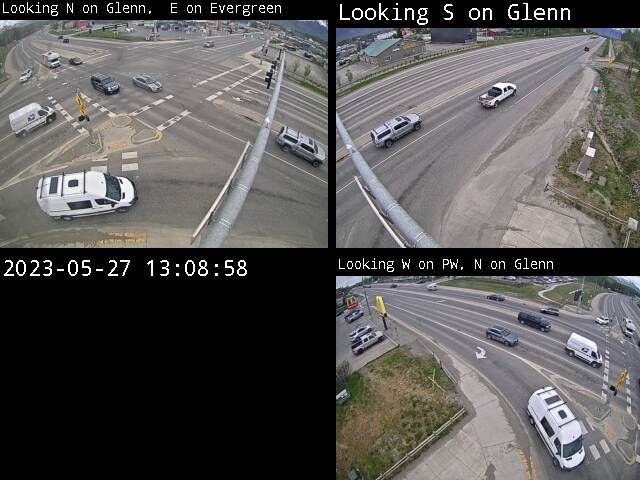 Looking N on Glenn,  E on Evergreen
Looking S on Glenn
2023-05-27 13:08:58
Looking W on PW, N on Glenn